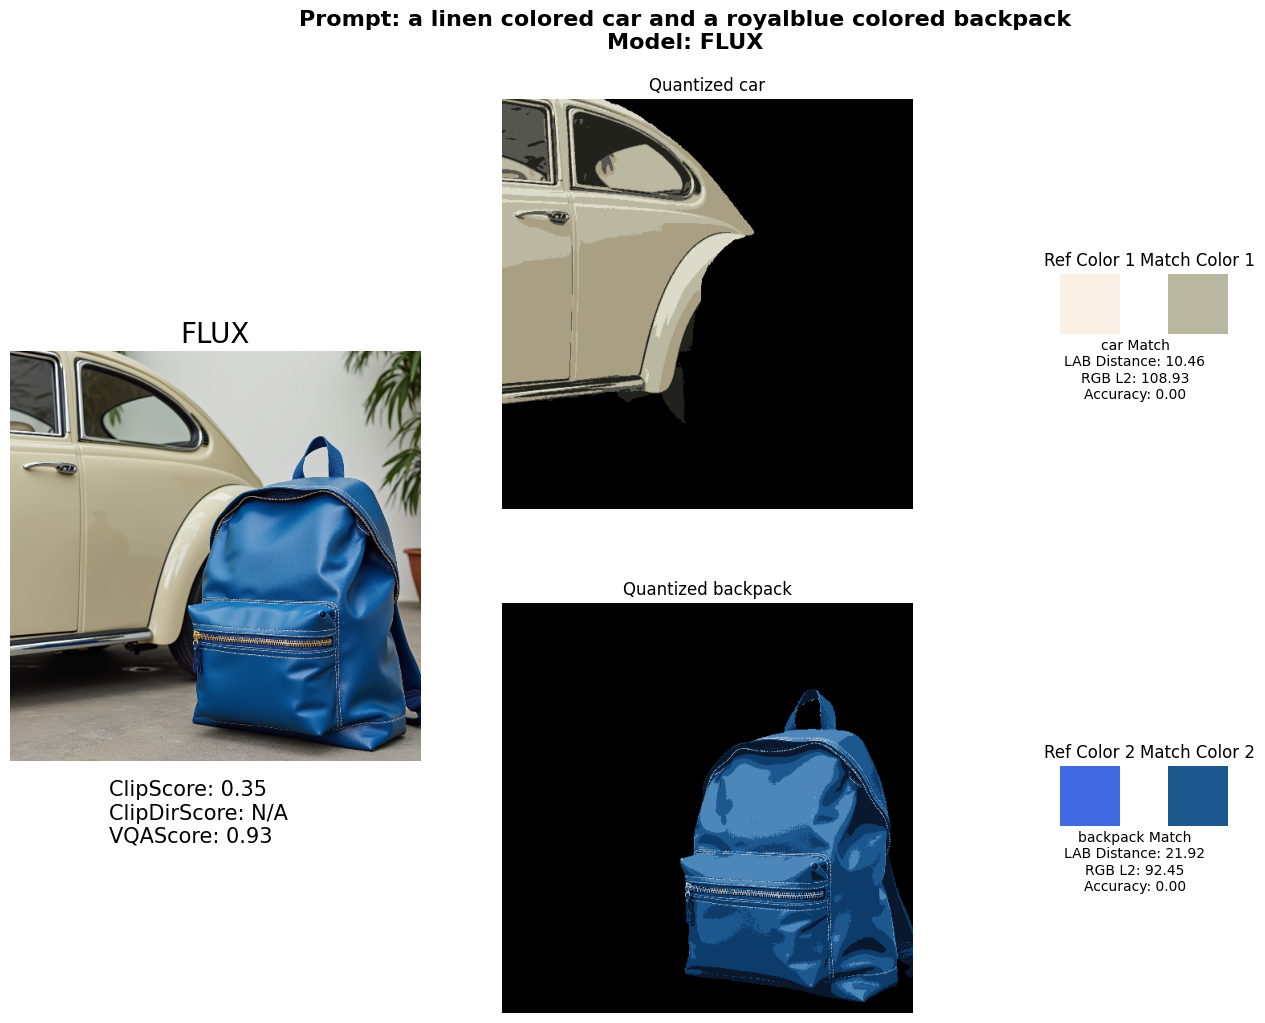 Prompt: a linen colored car and a royalblue colored backpack
Model: FLUX
Quantized car
Ref Color 1 Match Color 1
car Match
LAB Distance: 10.46
RGB L2: 108.93
Accuracy: 0.00
FLUX
ClipScore: 0.35
ClipDirScore: N/A
VQAScore: 0.93
Quantized backpack
Ref Color 2 Match Color 2
backpack Match
LAB Distance: 21.92
RGB L2: 92.45
Accuracy: 0.00